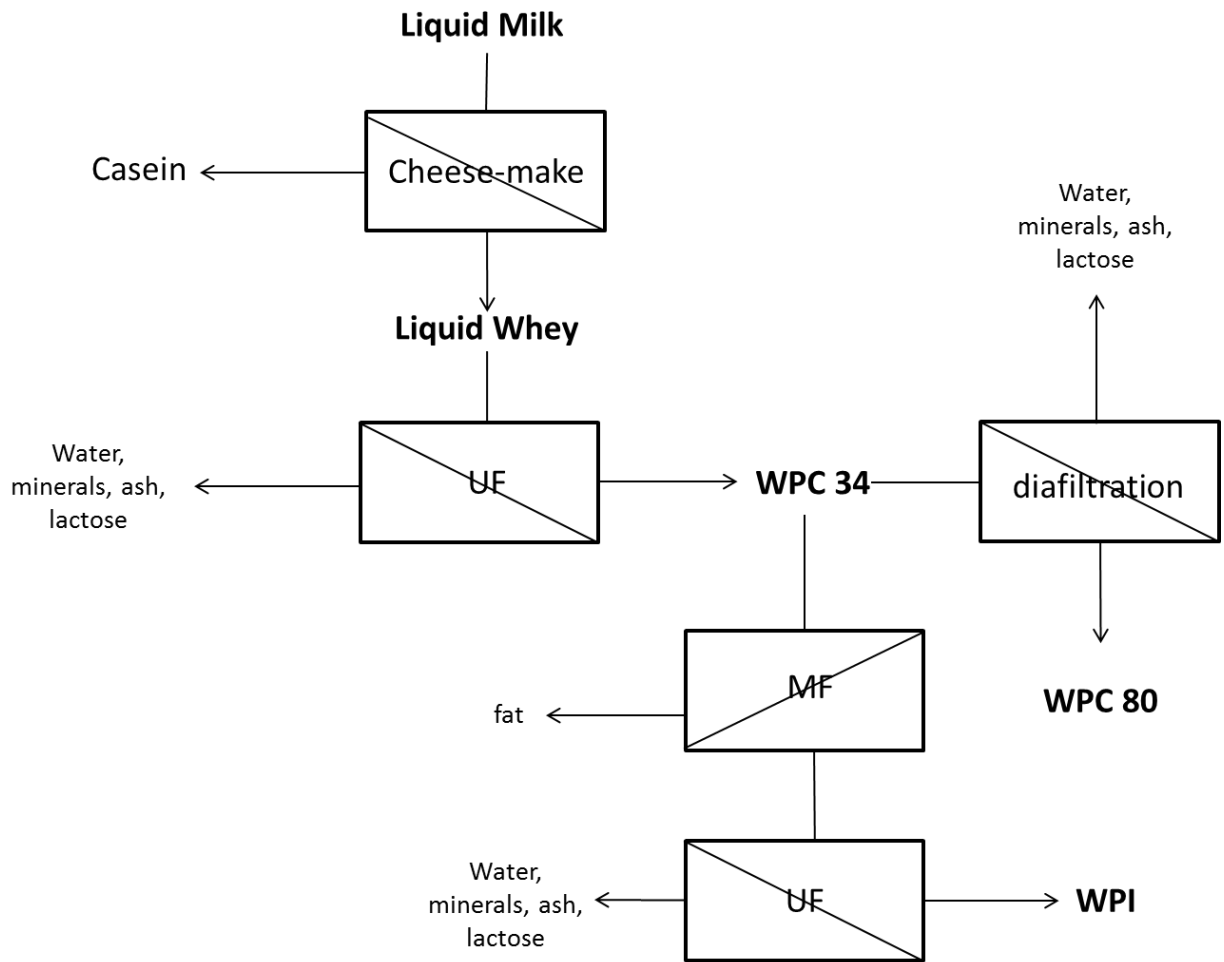 Liquid Milk
Cheese-make
Casein
Liquid Whey
Water,
minerals, ash,
lactose
UF
Water,
minerals, ash,
lactose
WPC 34
diafiltration
MF
fat
WPC 80
Water,
minerals, ash,
lactose
UF
WPI